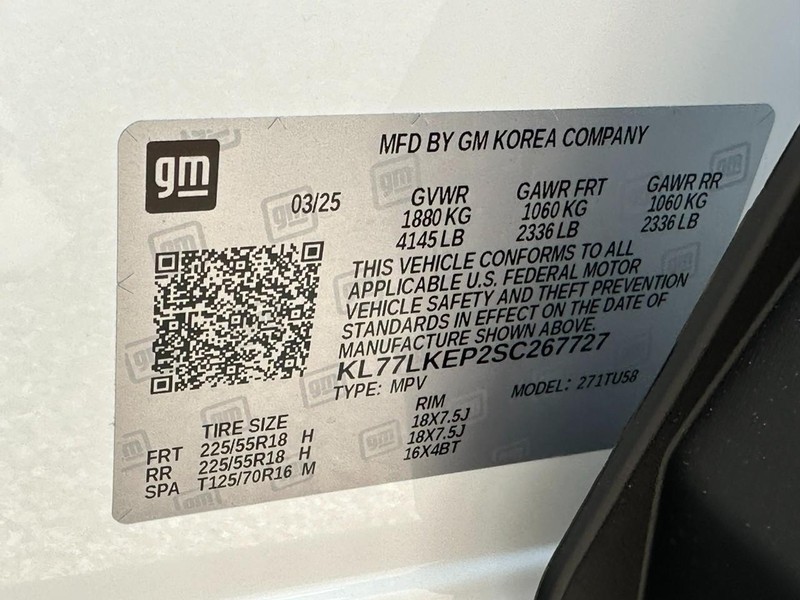 gm
MFD BY GM KOREA COMPANY
03/25
GVWR GAWR FRT GAWR RR
1880 KG 1060 KG 1060 KG
4145 LB 2336 LB 2336 LB
THIS VEHICLE CONFORMS TO ALL
APPLICABLE U.S. FEDERAL MOTOR
VEHICLE SAFETY AND THEFT PREVENTION
STANDARDS IN EFFECT ON THE DATE OF
MANUFACTURE SHOWN ABOVE.
KL77LKEP2SC267727
TYPE: MPV MODEL: 271TU58
TIRE SIZE RIM
FRT 225/55R18 H 18X7.5J
RR 225/55R18 H 18X7.5J
SPA T125/70R16 M 16X4BT